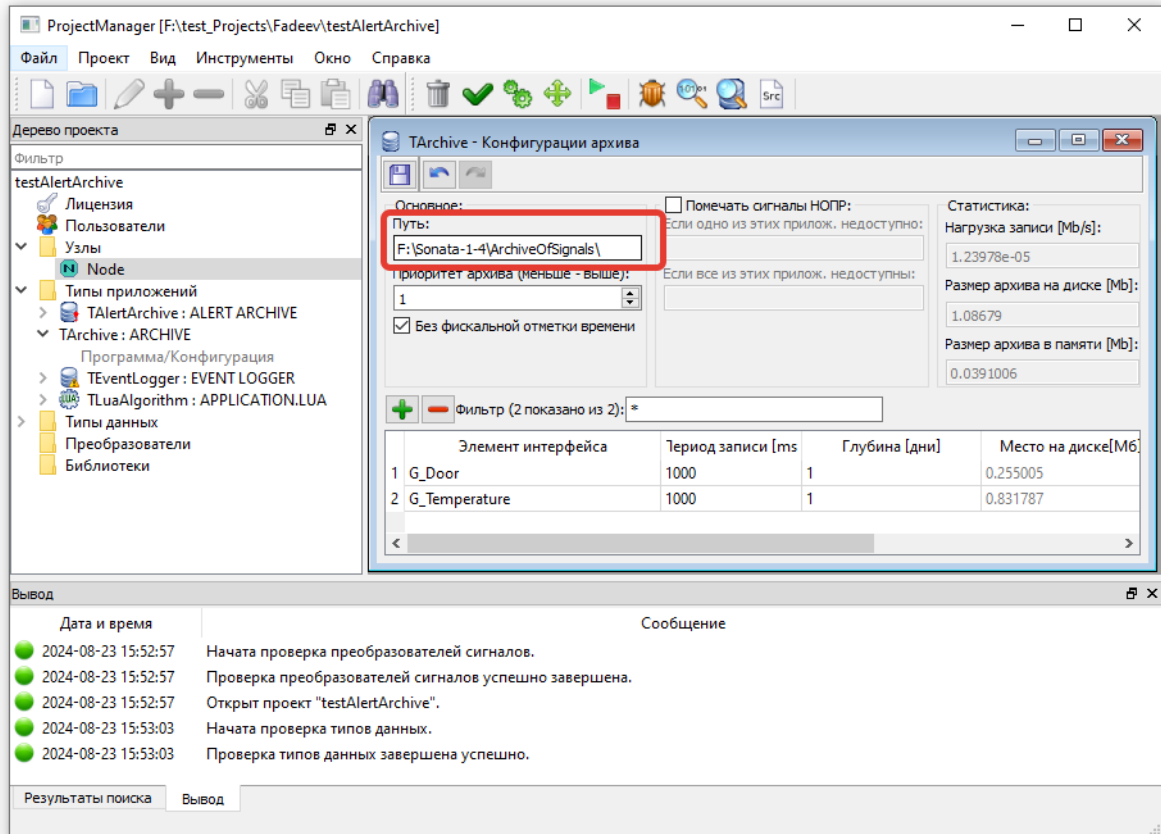 ProjectManager [F:\test_Projects\Fadeev\testAlertArchive]
Файл Проект Вид Инструменты Окно Справка
101 01
Src
Дерево проекта
Фильтр
testAlertArchive
Лицензия
Пользователи
Узлы
N Node
Типы приложений
TAlertArchive : ALERT ARCHIVE
TArchive : ARCHIVE
Программа/Конфигурация
TEventLogger : EVENT LOGGER
LUA TLuaAlgorithm : APPLICATION.LUA
Типы данных
Преобразователи
Библиотеки
TArchive - Конфигурации архива
Основное:
Путь:
F:\Sonata-1-4\ArchiveOfSignals\
Приоритет архива (меньше - выше):
1
Без фискальной отметки времени
Помечать сигналы НОПР:
Если одно из этих прилож. недоступно:
Если все из этих прилож. недоступны:
Статистика:
Нагрузка записи [Mb/s]:
1.23978e-05
Размер архива на диске [Mb]:
1.08679
Размер архива в памяти [Mb]:
0.0391006
Фильтр (2 показано из 2): *
Элемент интерфейса Период записи [ms Глубина [дни] Место на диске[Мб]
1 G_Door 1000 1 0.255005
2 G_Temperature 1000 1 0.831787
Вывод
Дата и время Сообщение
2024-08-23 15:52:57 Начата проверка преобразователей сигналов.
2024-08-23 15:52:57 Проверка преобразователей сигналов успешно завершена.
2024-08-23 15:52:57 Открыт проект "testAlertArchive".
2024-08-23 15:53:03 Начата проверка типов данных.
2024-08-23 15:53:03 Проверка типов данных завершена успешно.
Результаты поиска Вывод